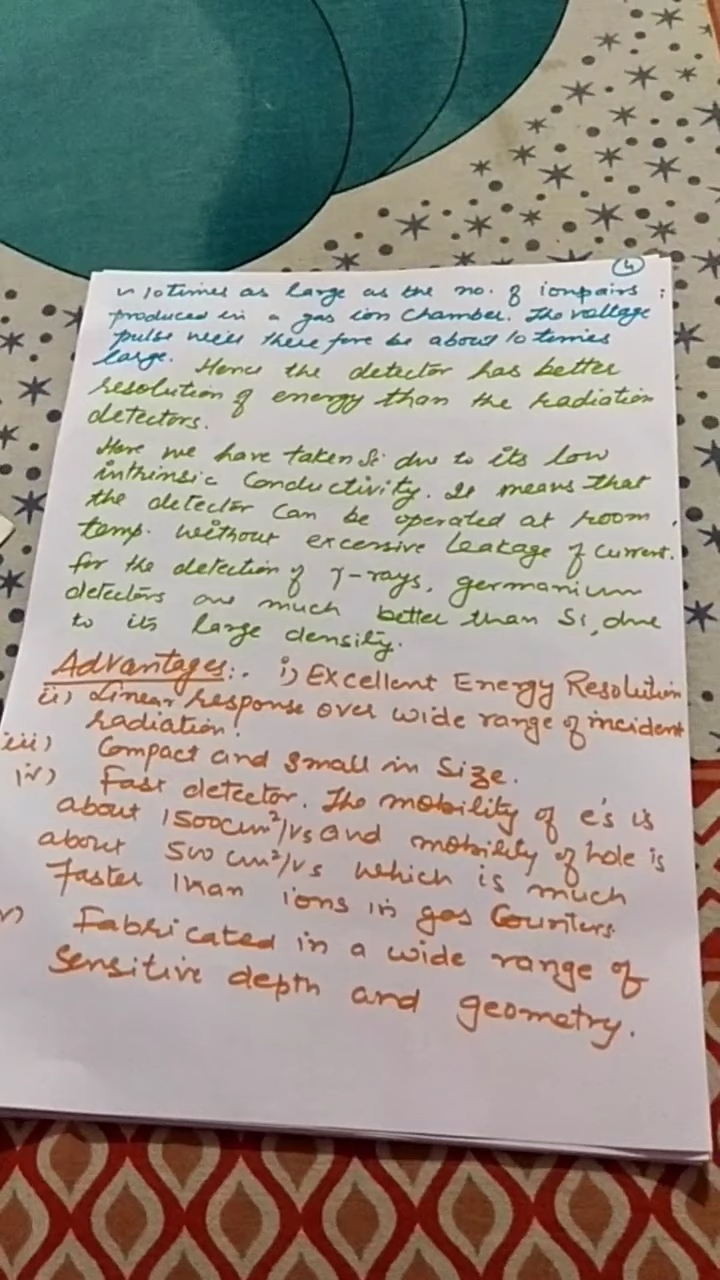 4
~ 10 times as large as the no. of ion pairs
produced in a gas ion chamber. The voltage
pulse will there fore be about 10 times
large. Hence the detector has better
resolution of energy than the radiation
detectors.
Here we have taken Si due to its low
inthrinsic Conductivity. It means that
the detector can be operated at room
temp. without excessive leakage of current.
for the detection of γ-rays, germanium
detectors are much better than Si, due
to its large density.
Advantages:. i) Excellent Energy Resolution
ii) Linear response over wide range of incident
radiation.
iii) Compact and small in Size.
iv) Fast detector. The mobility of e's is
about 1500cm²/Vs and mobility of hole is
about 500 cm²/Vs which is much
faster than ions in gas Counters.
v) Fabricated in a wide range of
sensitive depth and geometry.